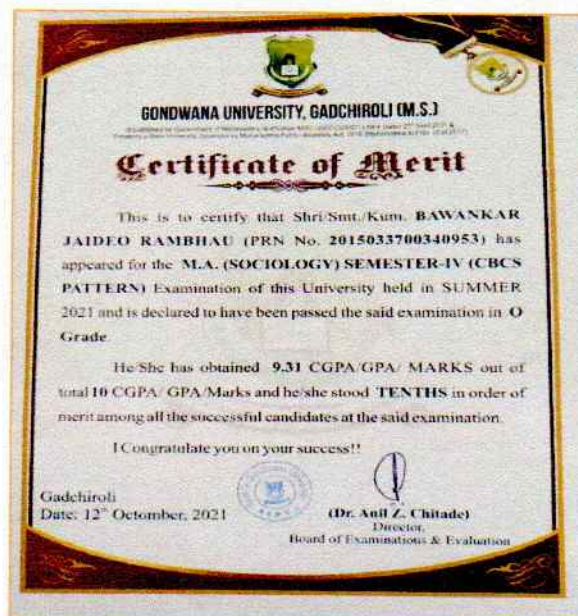 GONDWANA UNIVERSITY, GADCHIROLI (M.S.)
Certificate of Merit
This is to certify that Shri/Smt./Kum. BAWANKAR
JAIDEO RAMBHAU (PRN No. 2015033700340953) has
appeared for the M.A. (SOCIOLOGY) SEMESTER-IV (CBCS
PATTERN) Examination of this University held in SUMMER
2021 and is declared to have been passed the said examination in O
Grade.
He/She has obtained 9.31 CGPA/GPA/ MARKS out of
total 10 CGPA/ GPA/Marks and he/she stood TENTHS in order of
merit among all the successful candidates at the said examination.
I Congratulate you on your success!!
Gadchiroli
Date: 12th Octomber, 2021
(Dr. Anil Z. Chitade)
Director,
Board of Examinations & Evaluation